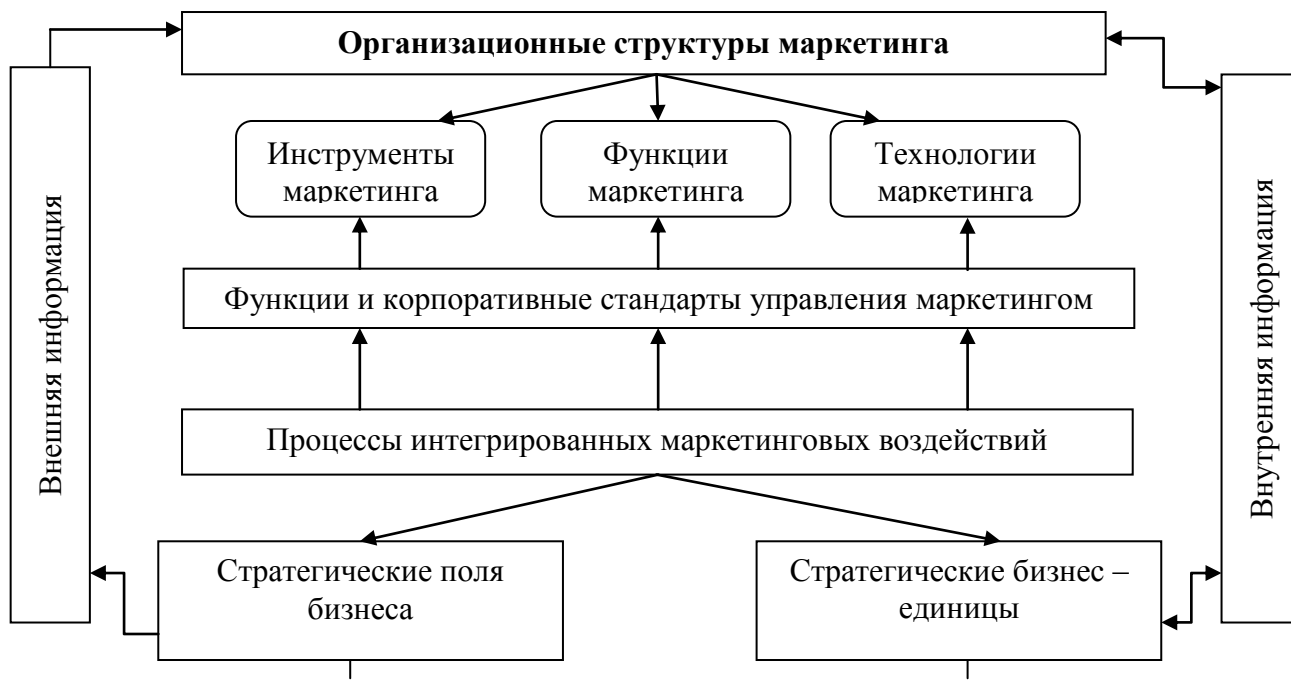 Организационные структуры маркетинга
Инструменты
маркетинга
Функции
маркетинга
Технологии
маркетинга
Внешняя информация
Внутренняя информация
Функции и корпоративные стандарты управления маркетингом
Процессы интегрированных маркетинговых воздействий
Стратегические поля
бизнеса
Стратегические бизнес –
единицы